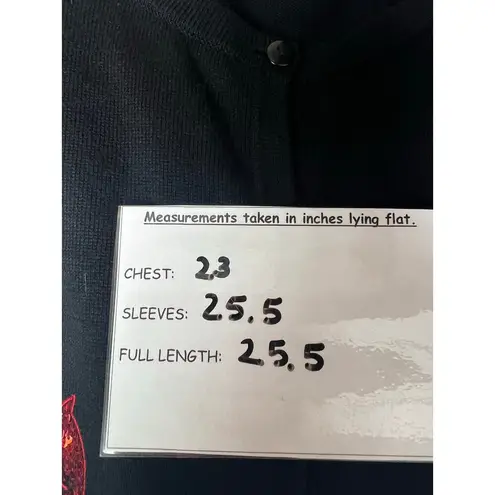 Measurements taken in inches lying flat.
CHEST: 23
SLEEVES: 25.5
FULL LENGTH: 25.5